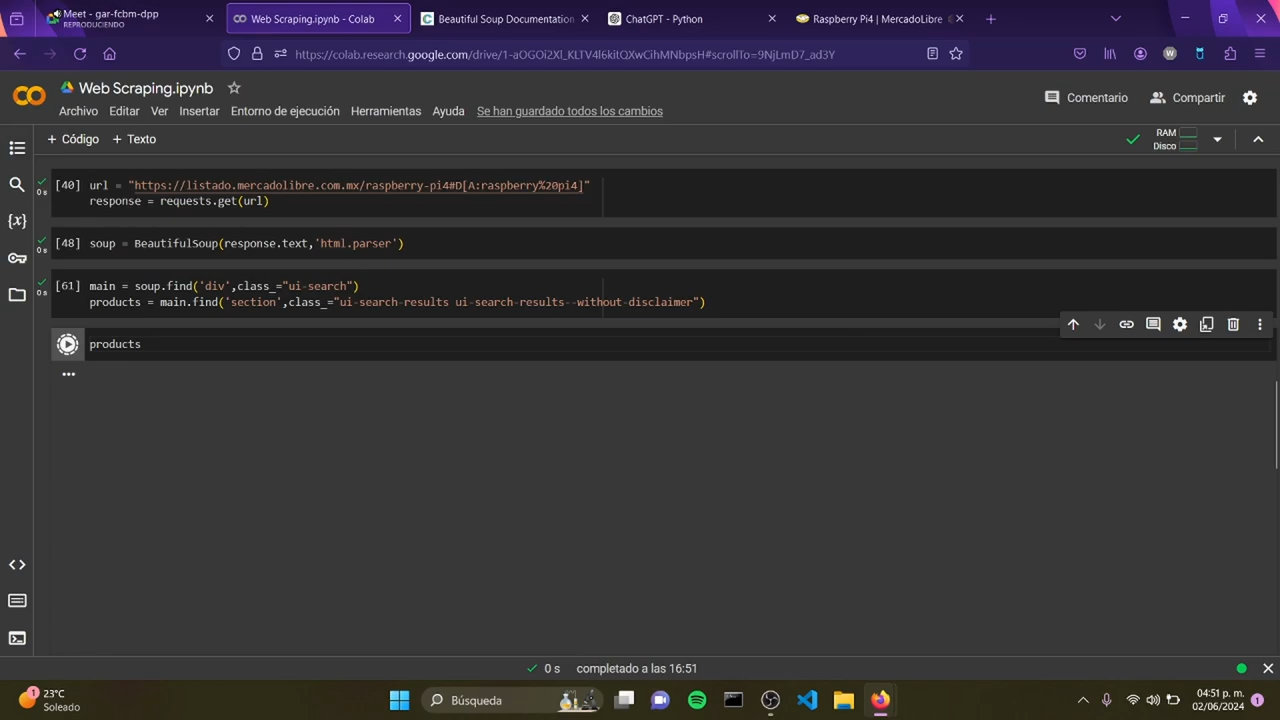 Meet - gar-fcbm-dpp
REPRODUCIENDO
Web Scraping.ipynb - Colab
Beautiful Soup Documentation
ChatGPT - Python
Raspberry Pi4 | MercadoLibre
https://colab.research.google.com/drive/1-aOGOi2XI_KLTV4l6kitQXwCihMNbpsH#scrollTo=9NjLmD7_ad3Y
W
Web Scraping.ipynb
Comentario
Compartir
Archivo Editar Ver Insertar Entorno de ejecución Herramientas Ayuda Se han guardado todos los cambios
+ Código + Texto
RAM
Disco
[40] url = "https://listado.mercadolibre.com.mx/raspberry-pi4#D[A:raspberry%20pi4]"
0 s
response = requests.get(url)
[48] soup = BeautifulSoup(response.text,'html.parser')
0 s
[61] main = soup.find('div',class_="ui-search")
0 s
products = main.find('section',class_="ui-search-results ui-search-results--without-disclaimer")
products
0 s completado a las 16:51
1
23°C
Soleado
Búsqueda
04:51 p. m.
02/06/2024
1